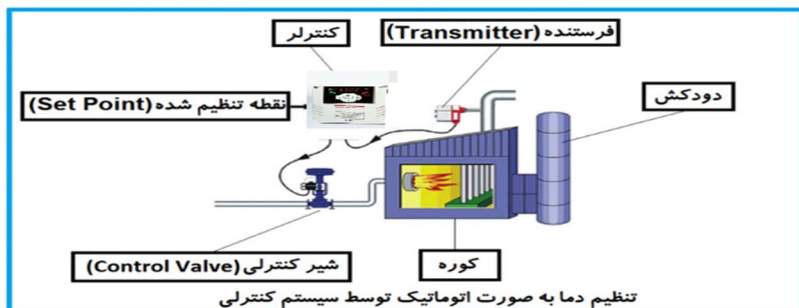 کنترلر
فرستنده (Transmitter)
نقطه تنظیم شده (Set Point)
دودکش
شیر کنترلی (Control Valve)
کوره
تنظیم دما به صورت اتوماتیک توسط سیستم کنترلی